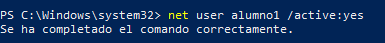 PS C:\Windows\system32> net user alumno1 /active:yes
Se ha completado el comando correctamente.